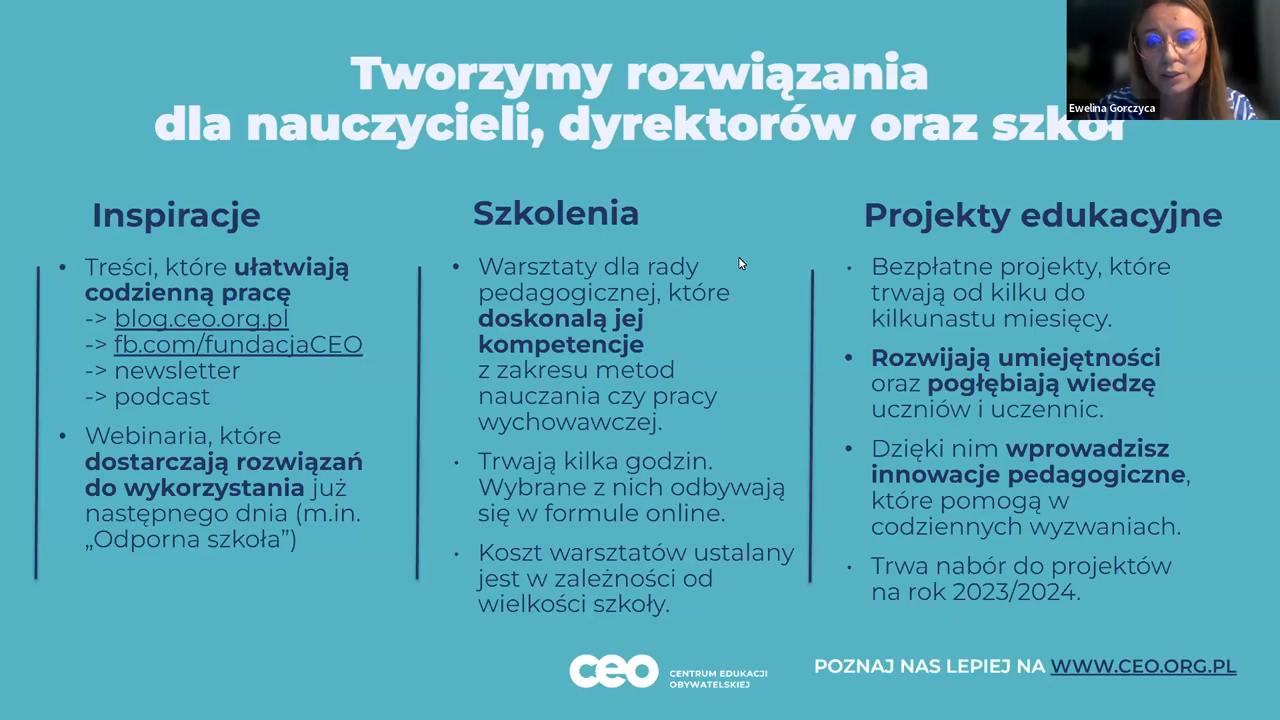 Tworzymy rozwiązania
dla nauczycieli, dyrektorów oraz szkół
Ewelina Gorczyca
Inspiracje
• Treści, które ułatwiają
codzienną pracę
-> blog.ceo.org.pl
-> fb.com/fundacjaCEO
-> newsletter
-> podcast
• Webinaria, które
dostarczają rozwiązań
do wykorzystania już
następnego dnia (m.in.
„Odporna szkoła”)
Szkolenia
• Warsztaty dla rady
pedagogicznej, które
doskonalą jej
kompetencje
z zakresu metod
nauczania czy pracy
wychowawczej.
• Trwają kilka godzin.
Wybrane z nich odbywają
się w formule online.
• Koszt warsztatów ustalany
jest w zależności od
wielkości szkoły.
Projekty edukacyjne
• Bezpłatne projekty, które
trwają od kilku do
kilkunastu miesięcy.
• Rozwijają umiejętności
oraz pogłębiają wiedzę
uczniów i uczennic.
• Dzięki nim wprowadzisz
innowacje pedagogiczne,
które pomogą w
codziennych wyzwaniach.
• Trwa nabór do projektów
na rok 2023/2024.
ceo
CENTRUM EDUKACJI
OBYWATELSKIEJ
POZNAJ NAS LEPIEJ NA WWW.CEO.ORG.PL